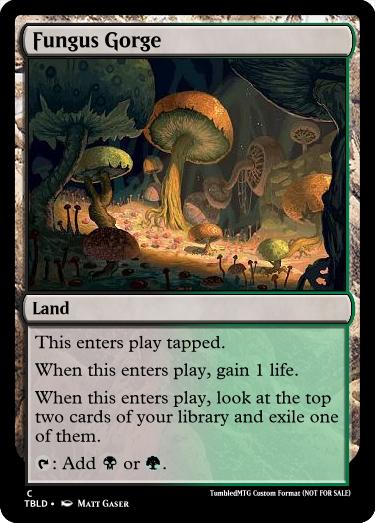 Fungus Gorge
Land
This enters play tapped.
When this enters play, gain 1 life.
When this enters play, look at the top
two cards of your library and exile one
of them.
: Add or .
C
TBLD • Matt Gaser
TumbledMTG Custom Format (NOT FOR SALE)